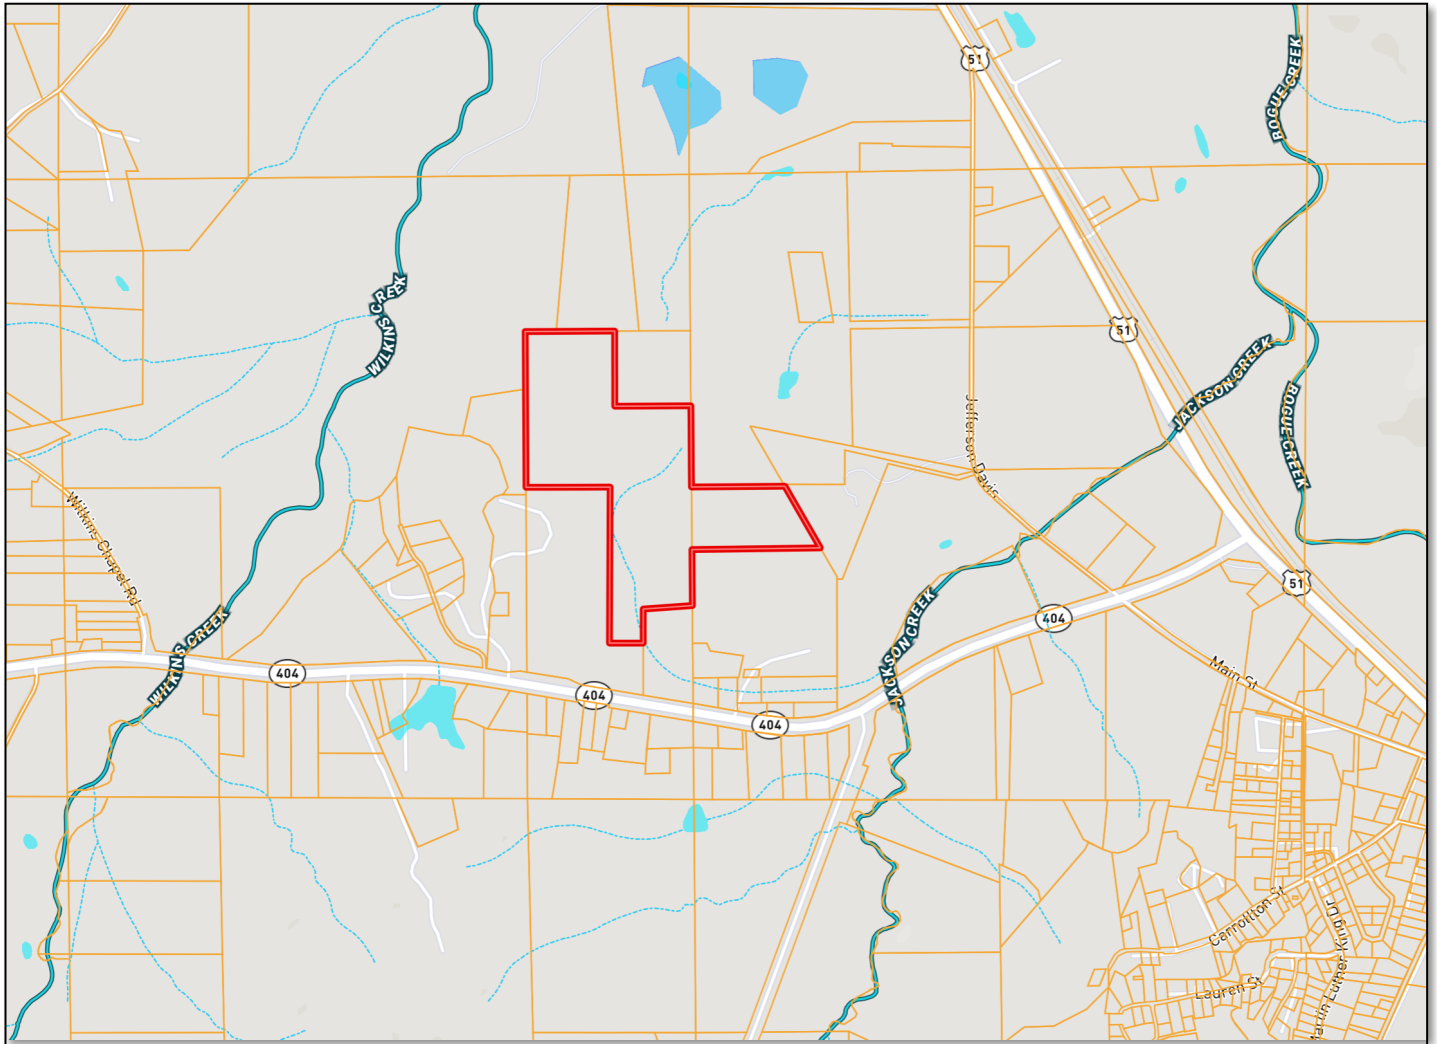 51
BOGUE CREEK
WILKINS CREEK
51
JACKSON CREEK
BOGUE CREEK
Jefferson Davis
Wilkins Chapel Rd
51
JACKSON CREEK
404
WILKINS CREEK
404
404
404
Main St
Carrollton St
Martin Luther King Dr
Lauren St